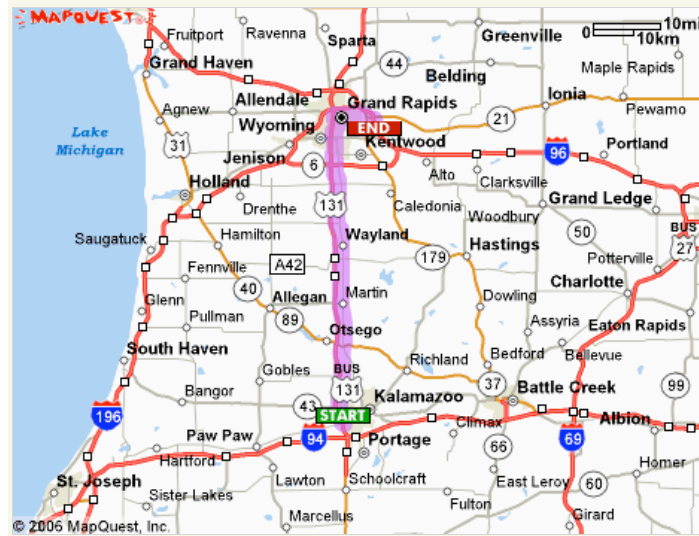 MAPQUEST
10mi
0
10km
Fruitport
Ravenna
Sparta
Greenville
Maple Rapids
Grand Haven
44
Belding
Ionia
Allendale
Grand Rapids
Pewamo
Agnew
Wyoming
END
21
Lake
Michigan
31
Jenison
Kentwood
96
Portland
6
Alto
Holland
Clarksville
Grand Ledge
Drenthe
131
Caledonia
Woodbury
50
BUS
27
Saugatuck
Hamilton
Wayland
Hastings
179
A42
Potterville
Fennville
40
Charlotte
Glenn
Allegan
Martin
Dowling
89
Pullman
Otsego
Assyria
Eaton Rapids
South Haven
Bedford
Bellevue
Gobles
BUS
131
Richland
37
Battle Creek
99
Bangor
43
Kalamazoo
START
196
Climax
Albion
Paw Paw
94
Portage
66
69
Hartford
Homer
St. Joseph
Lawton
Schoolcraft
East Leroy
60
Sister Lakes
Fulton
Marcellus
Girard
© 2006 MapQuest, Inc.